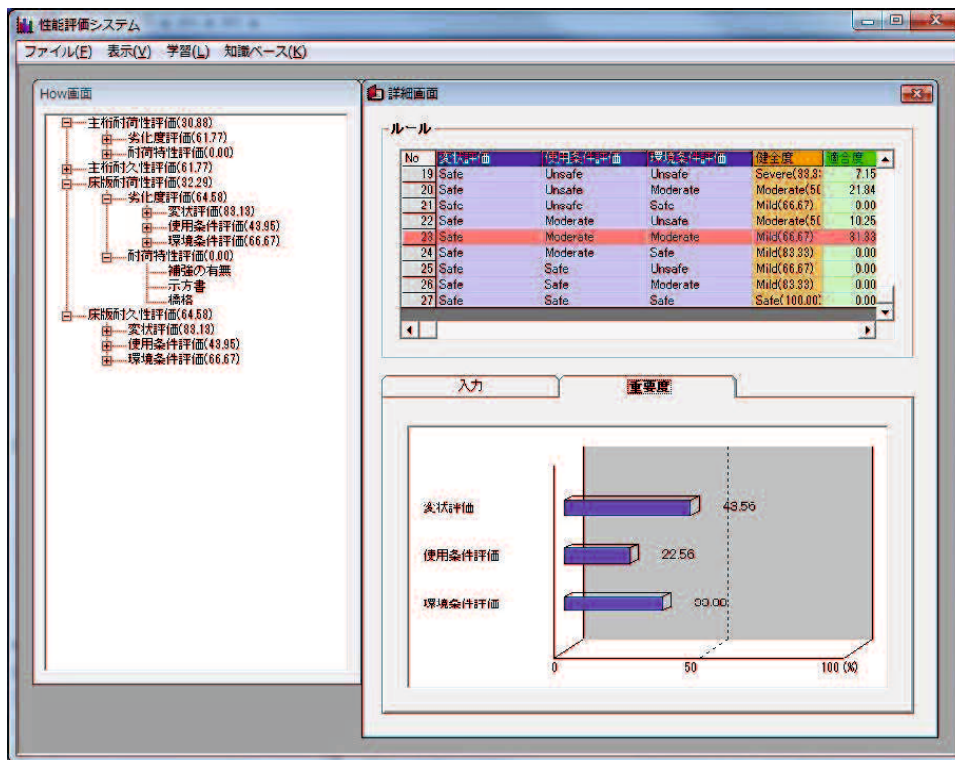 性能評価システム
ファイル(F) 表示(V) 学習(L) 知識ベース(K)
How画面
主桁耐荷性評価(30.88)
劣化度評価(61.77)
耐荷特性評価(0.00)
主桁耐久性評価(61.77)
床版耐荷性評価(32.29)
劣化度評価(64.58)
変状評価(83.13)
使用条件評価(43.95)
環境条件評価(66.67)
耐荷特性評価(0.00)
補強の有無
示方書
橋格
床版耐久性評価(64.58)
変状評価(83.13)
使用条件評価(43.95)
環境条件評価(66.67)
詳細画面
ルール
No 変状評価 使用条件評価 環境条件評価 健全度 適合度
19 Safe Unsafe Unsafe Severe(33.3 7.15
20 Safe Unsafe Moderate Moderate(50 21.84
21 Safe Unsafe Safe Mild(66.67) 0.00
22 Safe Moderate Unsafe Moderate(50 10.25
23 Safe Moderate Moderate Mild(66.67) 31.33
24 Safe Moderate Safe Mild(83.33) 0.00
25 Safe Safe Unsafe Mild(66.67) 0.00
26 Safe Safe Moderate Mild(83.33) 0.00
27 Safe Safe Safe Safe(100.00) 0.00
入力 重要度
変状評価 43.56
使用条件評価 22.56
環境条件評価
0 50 100 (%)